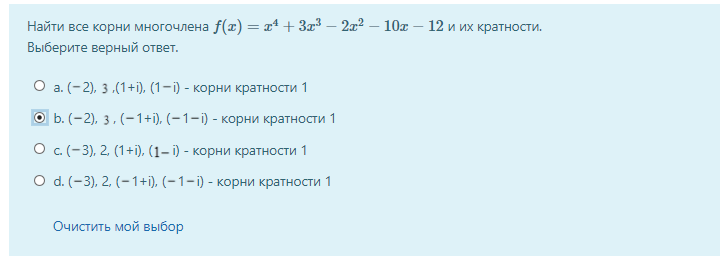 Найти все корни многочлена f(x) = x⁴ + 3x³ − 2x² − 10x − 12 и их кратности.
Выберите верный ответ.
a. (−2), 3 ,(1+i), (1−i) - корни кратности 1
b. (−2), 3 , (−1+i), (−1−i) - корни кратности 1
c. (−3), 2, (1+i), (1−i) - корни кратности 1
d. (−3), 2, (−1+i), (−1−i) - корни кратности 1
Очистить мой выбор